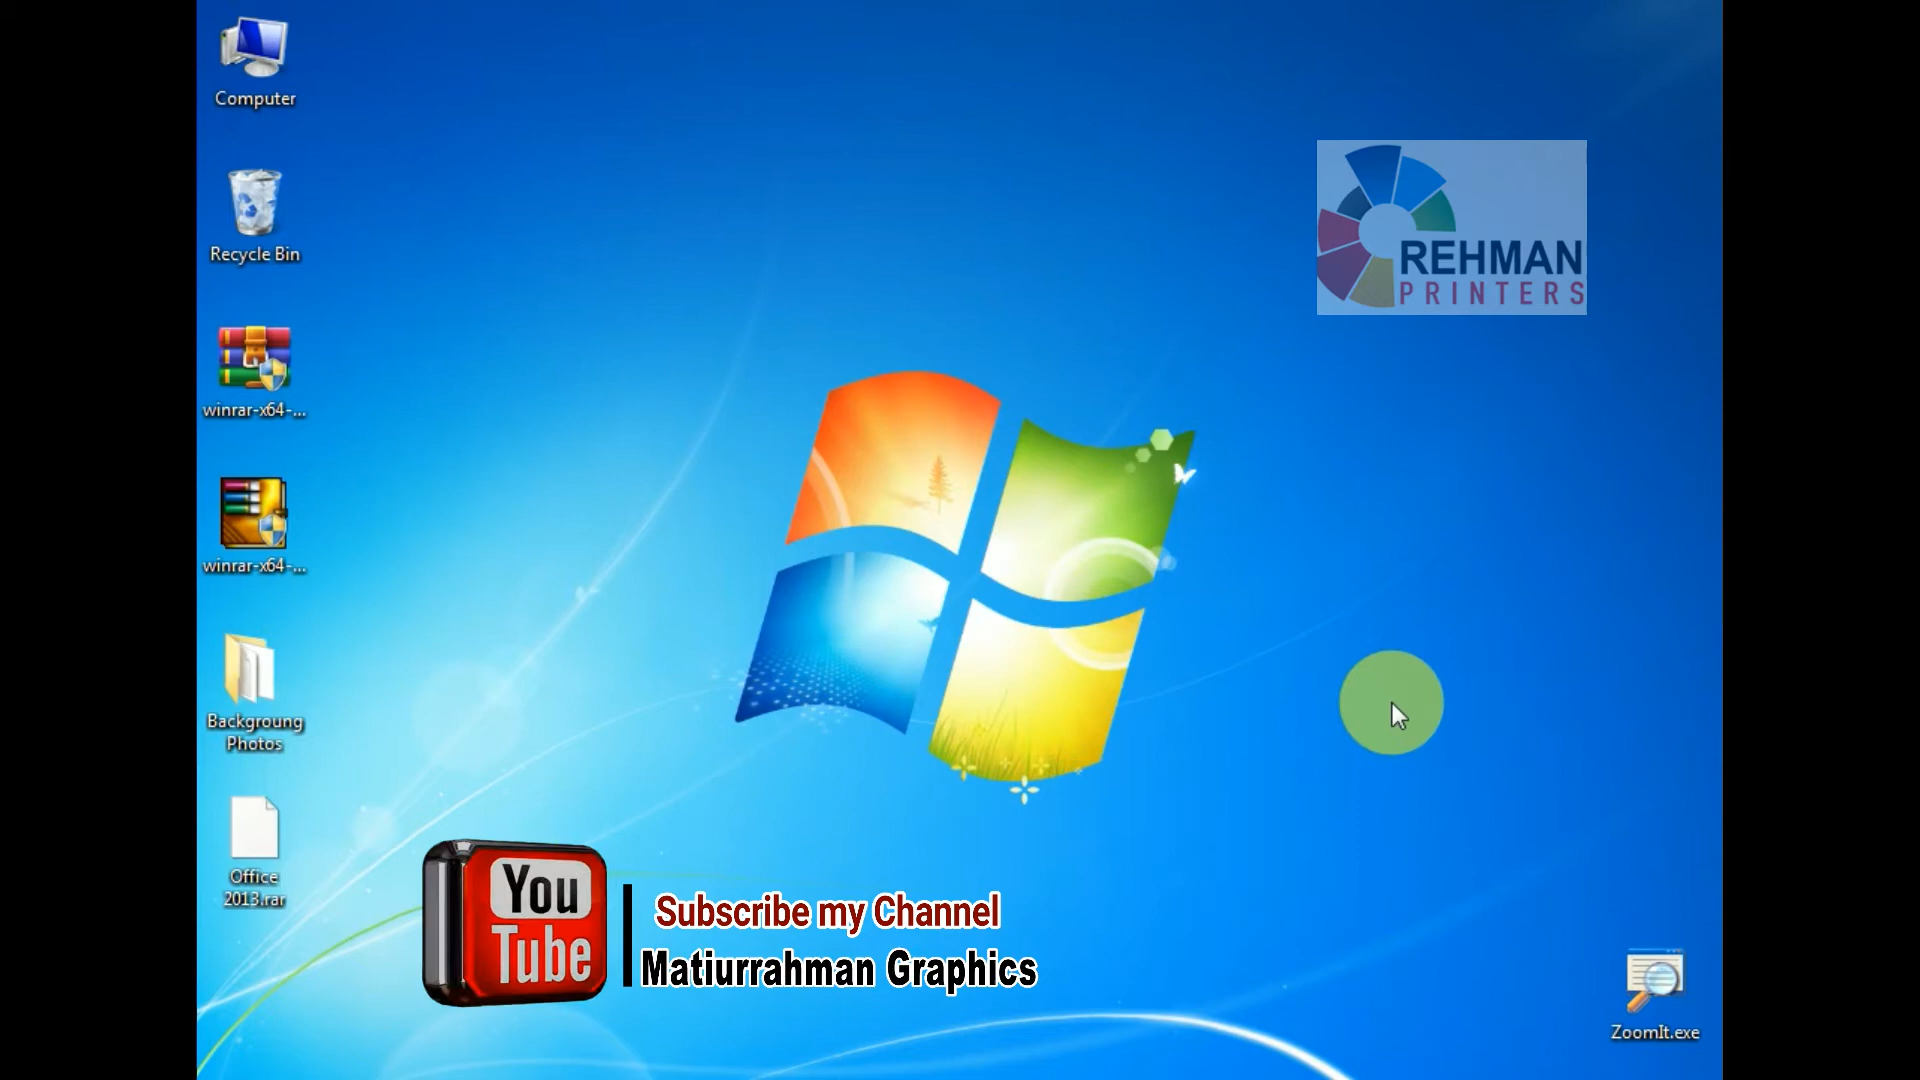 Computer
Recycle Bin
winrar-x64-...
winrar-x64-...
Backgroung
Photos
Office
2013.rar
REHMAN
PRINTERS
You
Tube
Subscribe my Channel
Matiurrahman Graphics
ZoomIt.exe